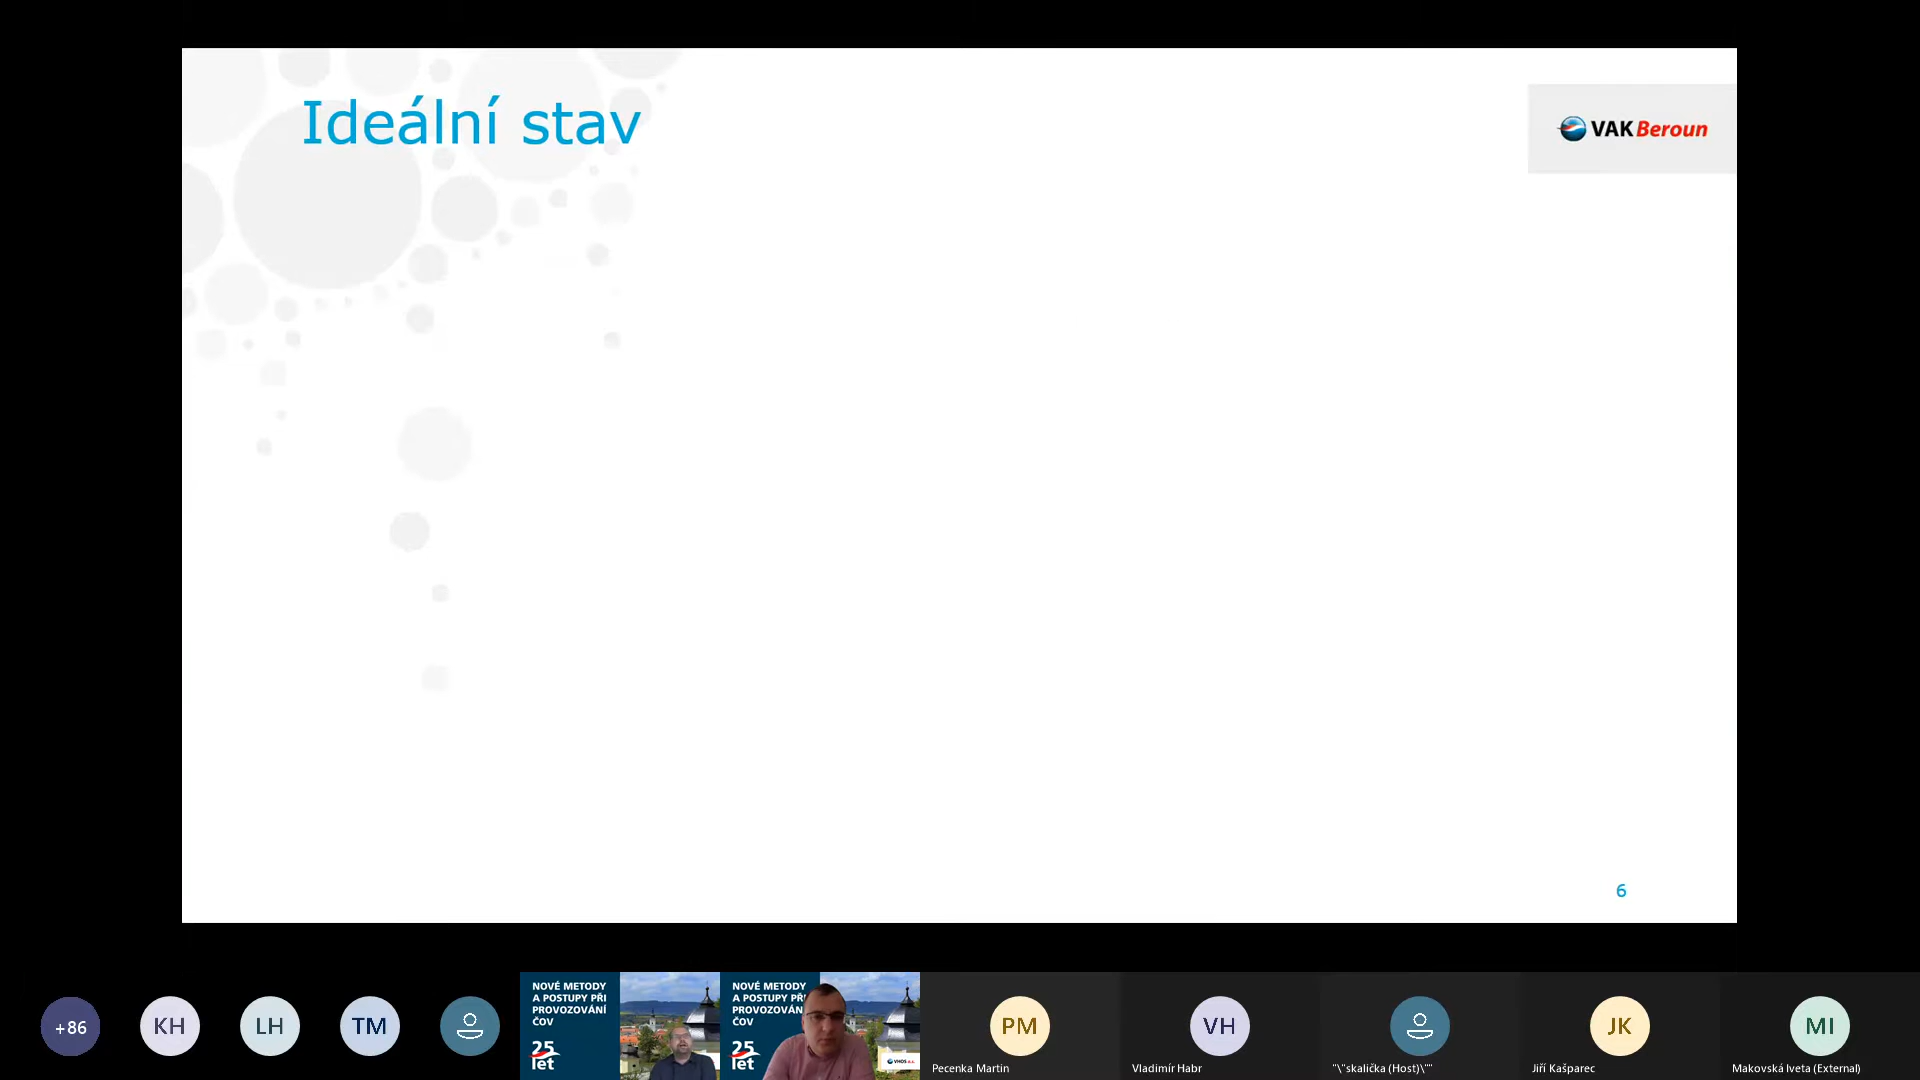 Ideální stav
VAK Beroun
6
+86
KH
LH
TM
NOVÉ METODY
A POSTUPY PŘI
PROVOZOVÁNÍ
ČOV
25
let
NOVÉ METODY
A POSTUPY PŘI
PROVOZOVÁN
ČOV
25
let
VHOS a.s.
PM
Pecenka Martin
VH
Vladimír Habr
"\"skalička (Host)\""
JK
Jiří Kašparec
MI
Makovská Iveta (External)